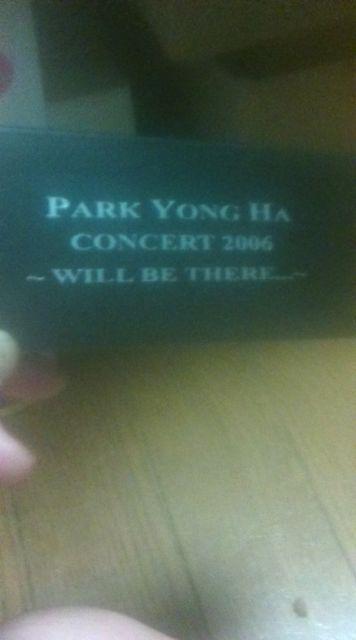 PARK YONG HA
CONCERT 2006
~ WILL BE THERE...~